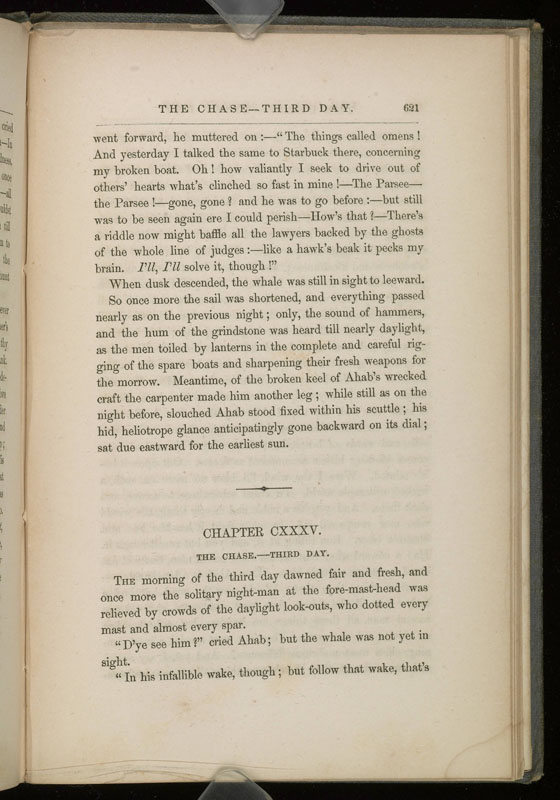 THE CHASE—THIRD DAY. 621
went forward, he muttered on:—"The things called omens!
And yesterday I talked the same to Starbuck there, concerning
my broken boat. Oh! how valiantly I seek to drive out of
others' hearts what's clinched so fast in mine!—The Parsee—
the Parsee!—gone, gone? and he was to go before:—but still
was to be seen again ere I could perish—How's that?—There's
a riddle now might baffle all the lawyers backed by the ghosts
of the whole line of judges:—like a hawk's beak it pecks my
brain. I'll, I'll solve it, though!"
When dusk descended, the whale was still in sight to leeward.
So once more the sail was shortened, and everything passed
nearly as on the previous night; only, the sound of hammers,
and the hum of the grindstone was heard till nearly daylight,
as the men toiled by lanterns in the complete and careful rig-
ging of the spare boats and sharpening their fresh weapons for
the morrow. Meantime, of the broken keel of Ahab's wrecked
craft the carpenter made him another leg; while still as on the
night before, slouched Ahab stood fixed within his scuttle; his
hid, heliotrope glance anticipatingly gone backward on its dial;
sat due eastward for the earliest sun.
CHAPTER CXXXV.
THE CHASE.—THIRD DAY.
THE morning of the third day dawned fair and fresh, and
once more the solitary night-man at the fore-mast-head was
relieved by crowds of the daylight look-outs, who dotted every
mast and almost every spar.
"D'ye see him?" cried Ahab; but the whale was not yet in
sight.
"In his infallible wake, though; but follow that wake, that's